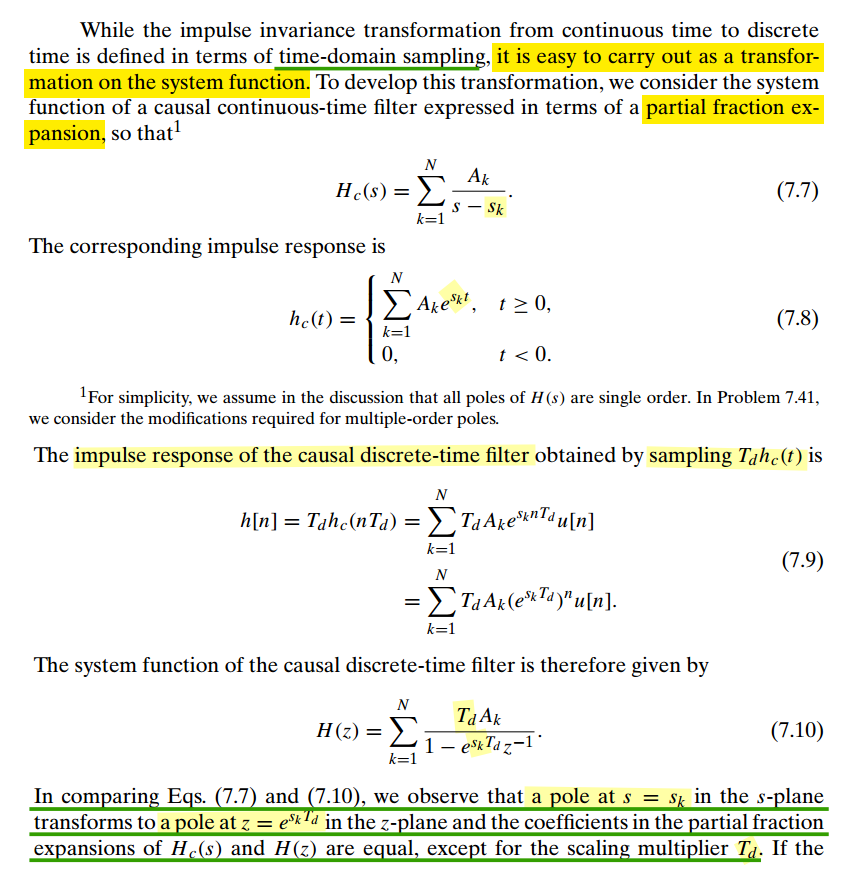 While the impulse invariance transformation from continuous time to discrete
time is defined in terms of time-domain sampling, it is easy to carry out as a transfor-
mation on the system function. To develop this transformation, we consider the system
function of a causal continuous-time filter expressed in terms of a partial fraction ex-
pansion, so that¹
H_c(s) = \sum_{k=1}^{N} \frac{A_k}{s - s_k}. (7.7)
The corresponding impulse response is
h_c(t) = \begin{cases} \sum_{k=1}^{N} A_k e^{s_k t}, & t \geq 0, \\ 0, & t < 0. \end{cases} (7.8)
¹For simplicity, we assume in the discussion that all poles of H(s) are single order. In Problem 7.41,
we consider the modifications required for multiple-order poles.
The impulse response of the causal discrete-time filter obtained by sampling T_d h_c(t) is
h[n] = T_d h_c(nT_d) = \sum_{k=1}^{N} T_d A_k e^{s_k n T_d} u[n]
= \sum_{k=1}^{N} T_d A_k (e^{s_k T_d})^n u[n]. (7.9)
The system function of the causal discrete-time filter is therefore given by
H(z) = \sum_{k=1}^{N} \frac{T_d A_k}{1 - e^{s_k T_d} z^{-1}}. (7.10)
In comparing Eqs. (7.7) and (7.10), we observe that a pole at s = s_k in the s-plane
transforms to a pole at z = e^{s_k T_d} in the z-plane and the coefficients in the partial fraction
expansions of H_c(s) and H(z) are equal, except for the scaling multiplier T_d. If the